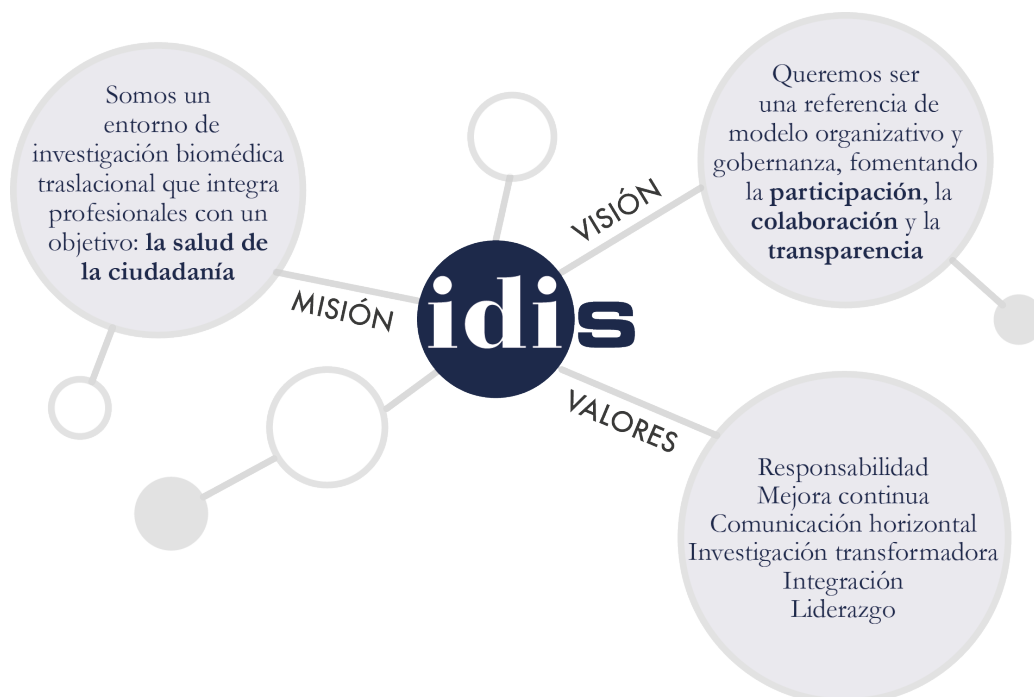 Somos un
entorno de
investigación biomédica
traslacional que integra
profesionales con un
objetivo: la salud de
la ciudadanía
MISIÓN
idis
VISIÓN
Queremos ser
una referencia de
modelo organizativo y
gobernanza, fomentando
la participación, la
colaboración y la
transparencia
VALORES
Responsabilidad
Mejora continua
Comunicación horizontal
Investigación transformadora
Integración
Liderazgo